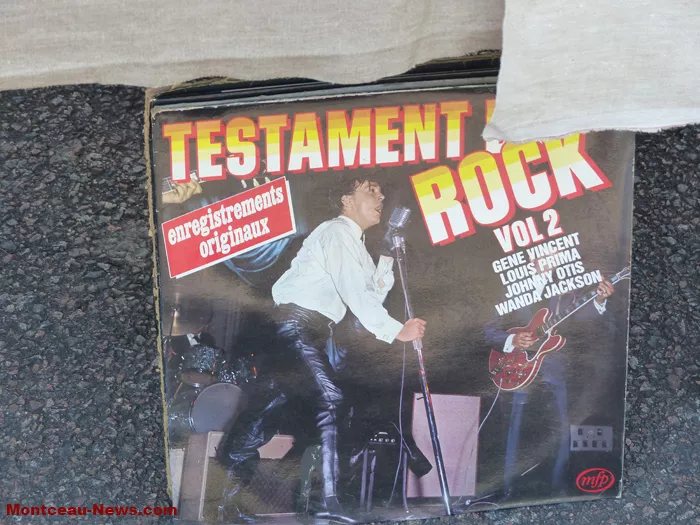 TESTAMENT
ROCK
VOL 2
enregistrements
originaux
GENE VINCENT
LOUIS PRIMA
JOHNNY OTIS
WANDA JACKSON
mfp
Montceau-News.com